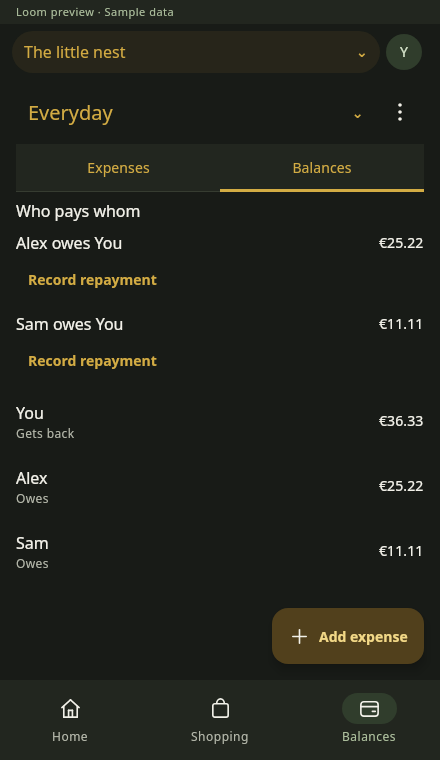 Loom preview · Sample data
The little nest
Y
Everyday
Expenses
Balances
Who pays whom
Alex owes You
€25.22
Record repayment
Sam owes You
€11.11
Record repayment
You
Gets back
€36.33
Alex
Owes
€25.22
Sam
Owes
€11.11
Add expense
Home
Shopping
Balances